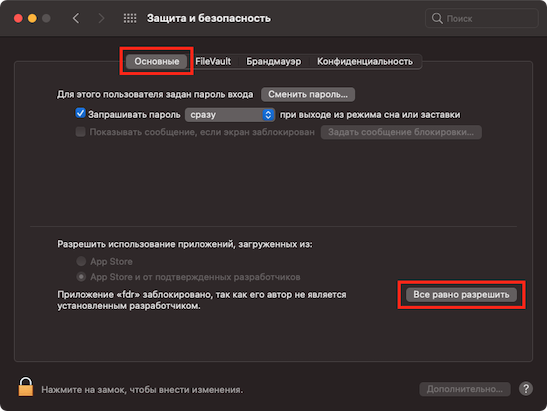 Защита и безопасность
Поиск
Основные FileVault Брандмауэр Конфиденциальность
Для этого пользователя задан пароль входа Сменить пароль...
Запрашивать пароль сразу при выходе из режима сна или заставки
Показывать сообщение, если экран заблокирован Задать сообщение блокировки...
Разрешить использование приложений, загруженных из:
App Store
App Store и от подтвержденных разработчиков
Приложение «fdr» заблокировано, так как его автор не является Все равно разрешить
установленным разработчиком.
Нажмите на замок, чтобы внести изменения. Дополнительно... ?